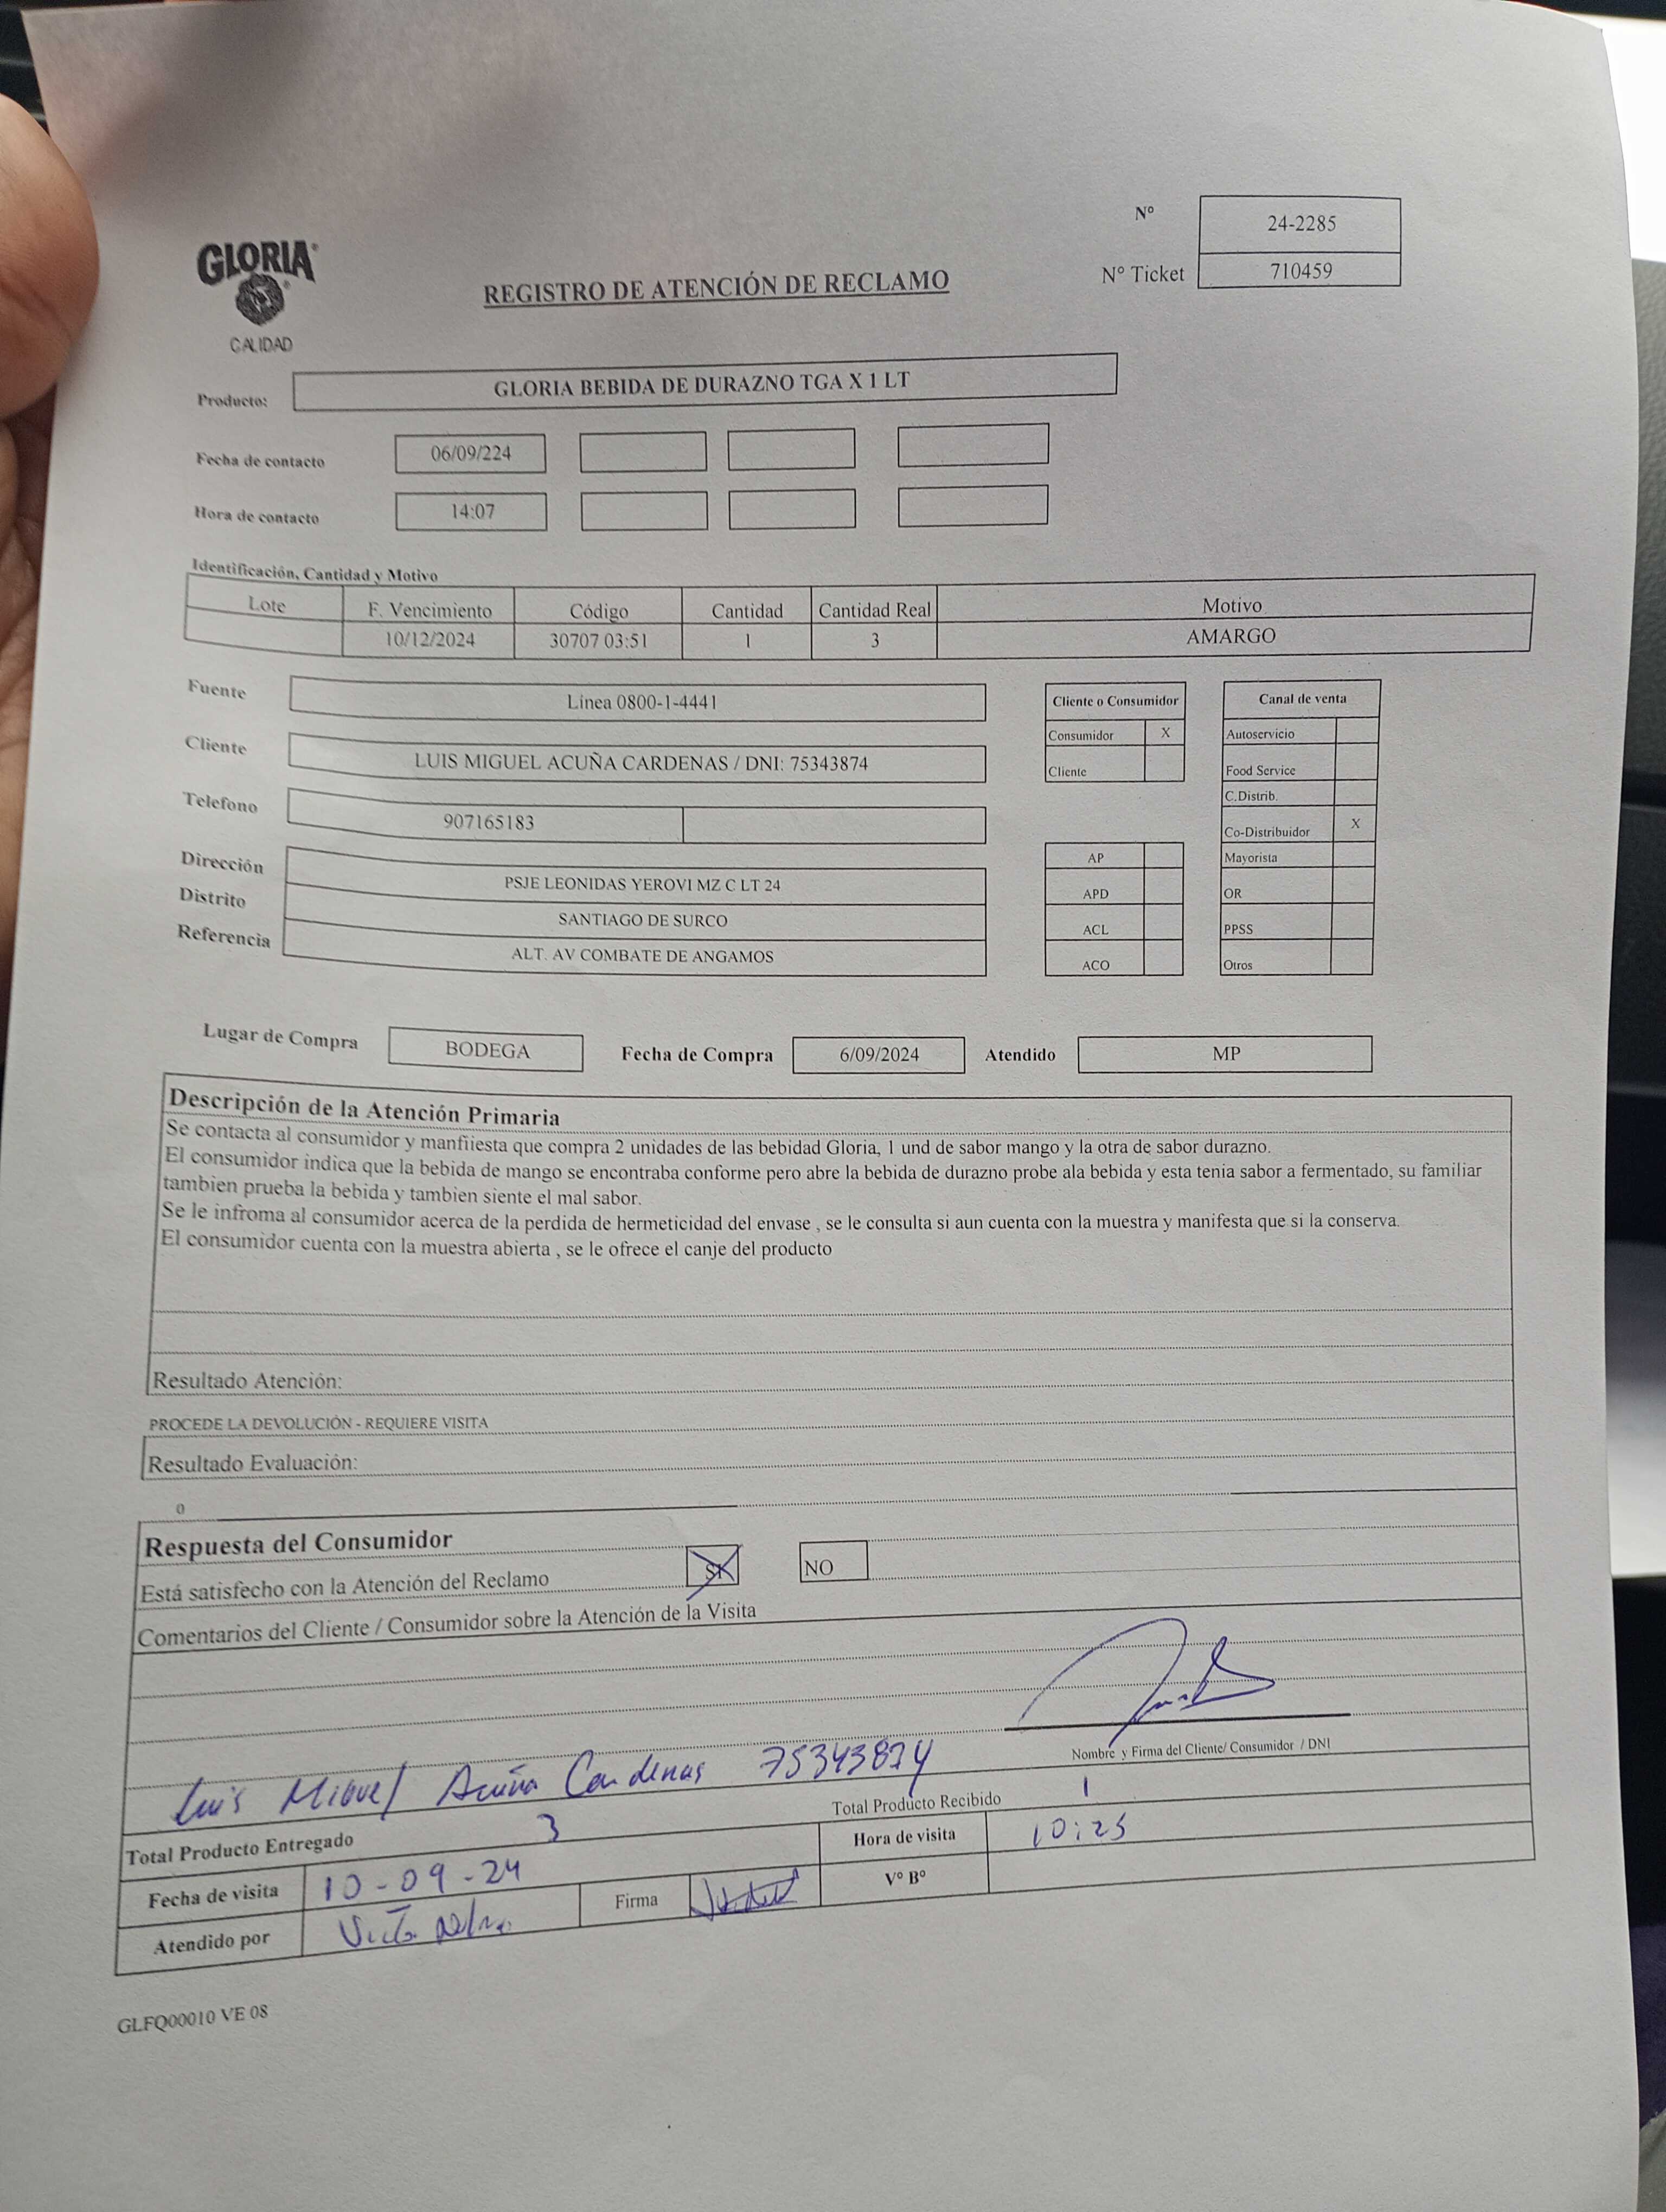 Nº 24-2285
GLORIA
CALIDAD
REGISTRO DE ATENCIÓN DE RECLAMO
Nº Ticket 710459
Producto: GLORIA BEBIDA DE DURAZNO TGA X 1 LT
Fecha de contacto 06/09/224
Hora de contacto 14:07
Identificación, Cantidad y Motivo
Lote F. Vencimiento Código Cantidad Cantidad Real Motivo
10/12/2024 30707 03:51 1 3 AMARGO
Fuente Línea 0800-1-4441
Cliente LUIS MIGUEL ACUÑA CARDENAS / DNI: 75343874
Telefono 907165183
Dirección PSJE LEONIDAS YEROVI MZ C LT 24
Distrito SANTIAGO DE SURCO
Referencia ALT. AV COMBATE DE ANGAMOS
Cliente o Consumidor
Consumidor X
Cliente
AP
APD
ACL
ACO
Canal de venta
Autoservicio
Food Service
C.Distrib.
Co-Distribuidor X
Mayorista
OR
PPSS
Otros
Lugar de Compra BODEGA Fecha de Compra 6/09/2024 Atendido MP
Descripción de la Atención Primaria
Se contacta al consumidor y manfiiesta que compra 2 unidades de las bebidad Gloria, 1 und de sabor mango y la otra de sabor durazno.
El consumidor indica que la bebida de mango se encontraba conforme pero abre la bebida de durazno probe ala bebida y esta tenia sabor a fermentado, su familiar
tambien prueba la bebida y tambien siente el mal sabor.
Se le infroma al consumidor acerca de la perdida de hermeticidad del envase , se le consulta si aun cuenta con la muestra y manifesta que si la conserva.
El consumidor cuenta con la muestra abierta , se le ofrece el canje del producto
Resultado Atención:
PROCEDE LA DEVOLUCIÓN - REQUIERE VISITA
Resultado Evaluación:
0
Respuesta del Consumidor
Está satisfecho con la Atención del Reclamo SI NO
Comentarios del Cliente / Consumidor sobre la Atención de la Visita
Nombre y Firma del Cliente/ Consumidor / DNI
Luis Miguel Acuña Cardenas 75343874
Total Producto Entregado 3 Total Producto Recibido 1
Fecha de visita 10-09-24 Hora de visita 10:25
Atendido por Firma Vº Bº
GLFQ00010 VE 08